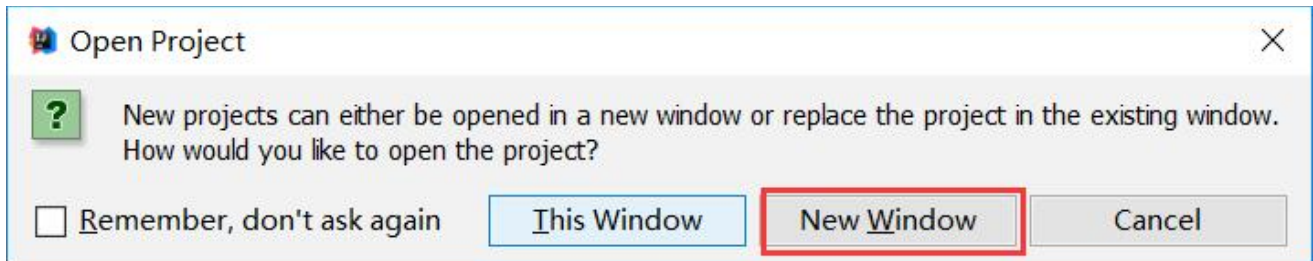 Open Project
New projects can either be opened in a new window or replace the project in the existing window.
How would you like to open the project?
Remember, don't ask again
This Window
New Window
Cancel